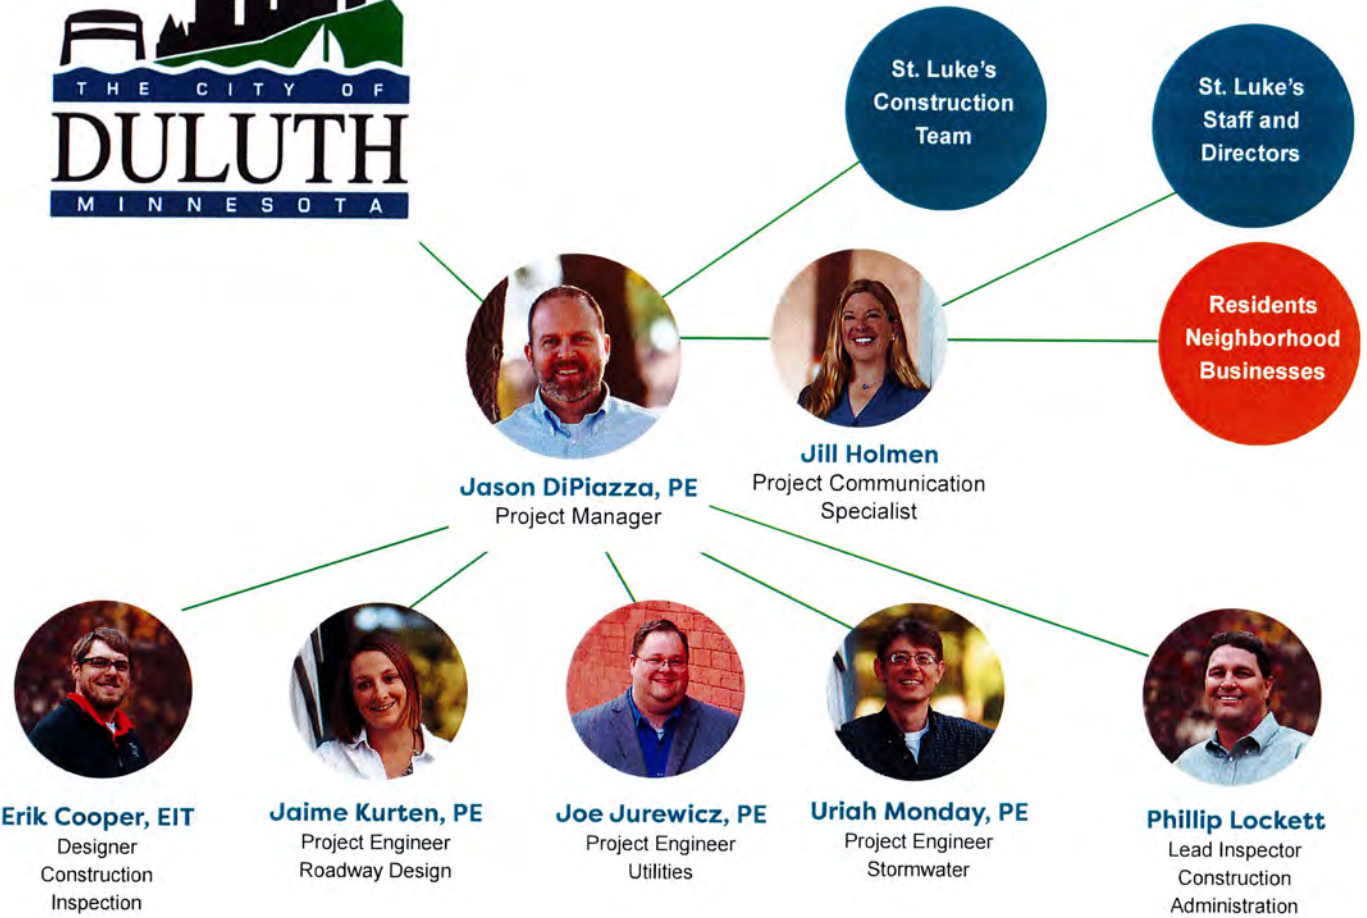 THE CITY OF
DULUTH
MINNESOTA
St. Luke's
Construction
Team
St. Luke's
Staff and
Directors
Residents
Neighborhood
Businesses
Jason DiPiazza, PE
Project Manager
Jill Holmen
Project Communication
Specialist
Erik Cooper, EIT
Designer
Construction
Inspection
Jaime Kurten, PE
Project Engineer
Roadway Design
Joe Jurewicz, PE
Project Engineer
Utilities
Uriah Monday, PE
Project Engineer
Stormwater
Phillip Lockett
Lead Inspector
Construction
Administration